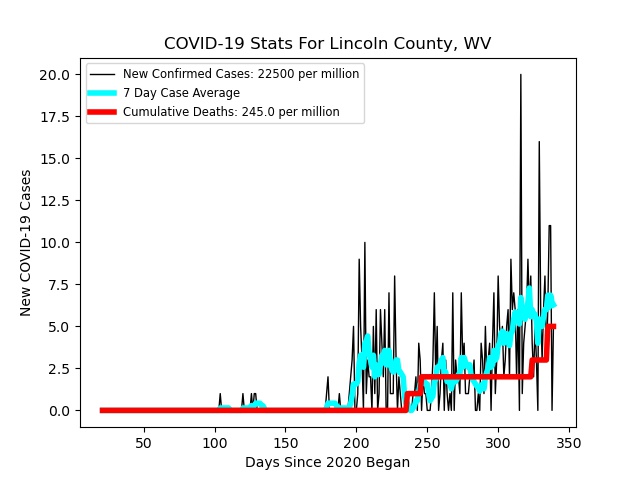 COVID-19 Stats For Lincoln County, WV
New Confirmed Cases: 22500 per million
7 Day Case Average
Cumulative Deaths: 245.0 per million
New COVID-19 Cases
20.0
17.5
15.0
12.5
10.0
7.5
5.0
2.5
0.0
50 100 150 200 250 300 350
Days Since 2020 Began